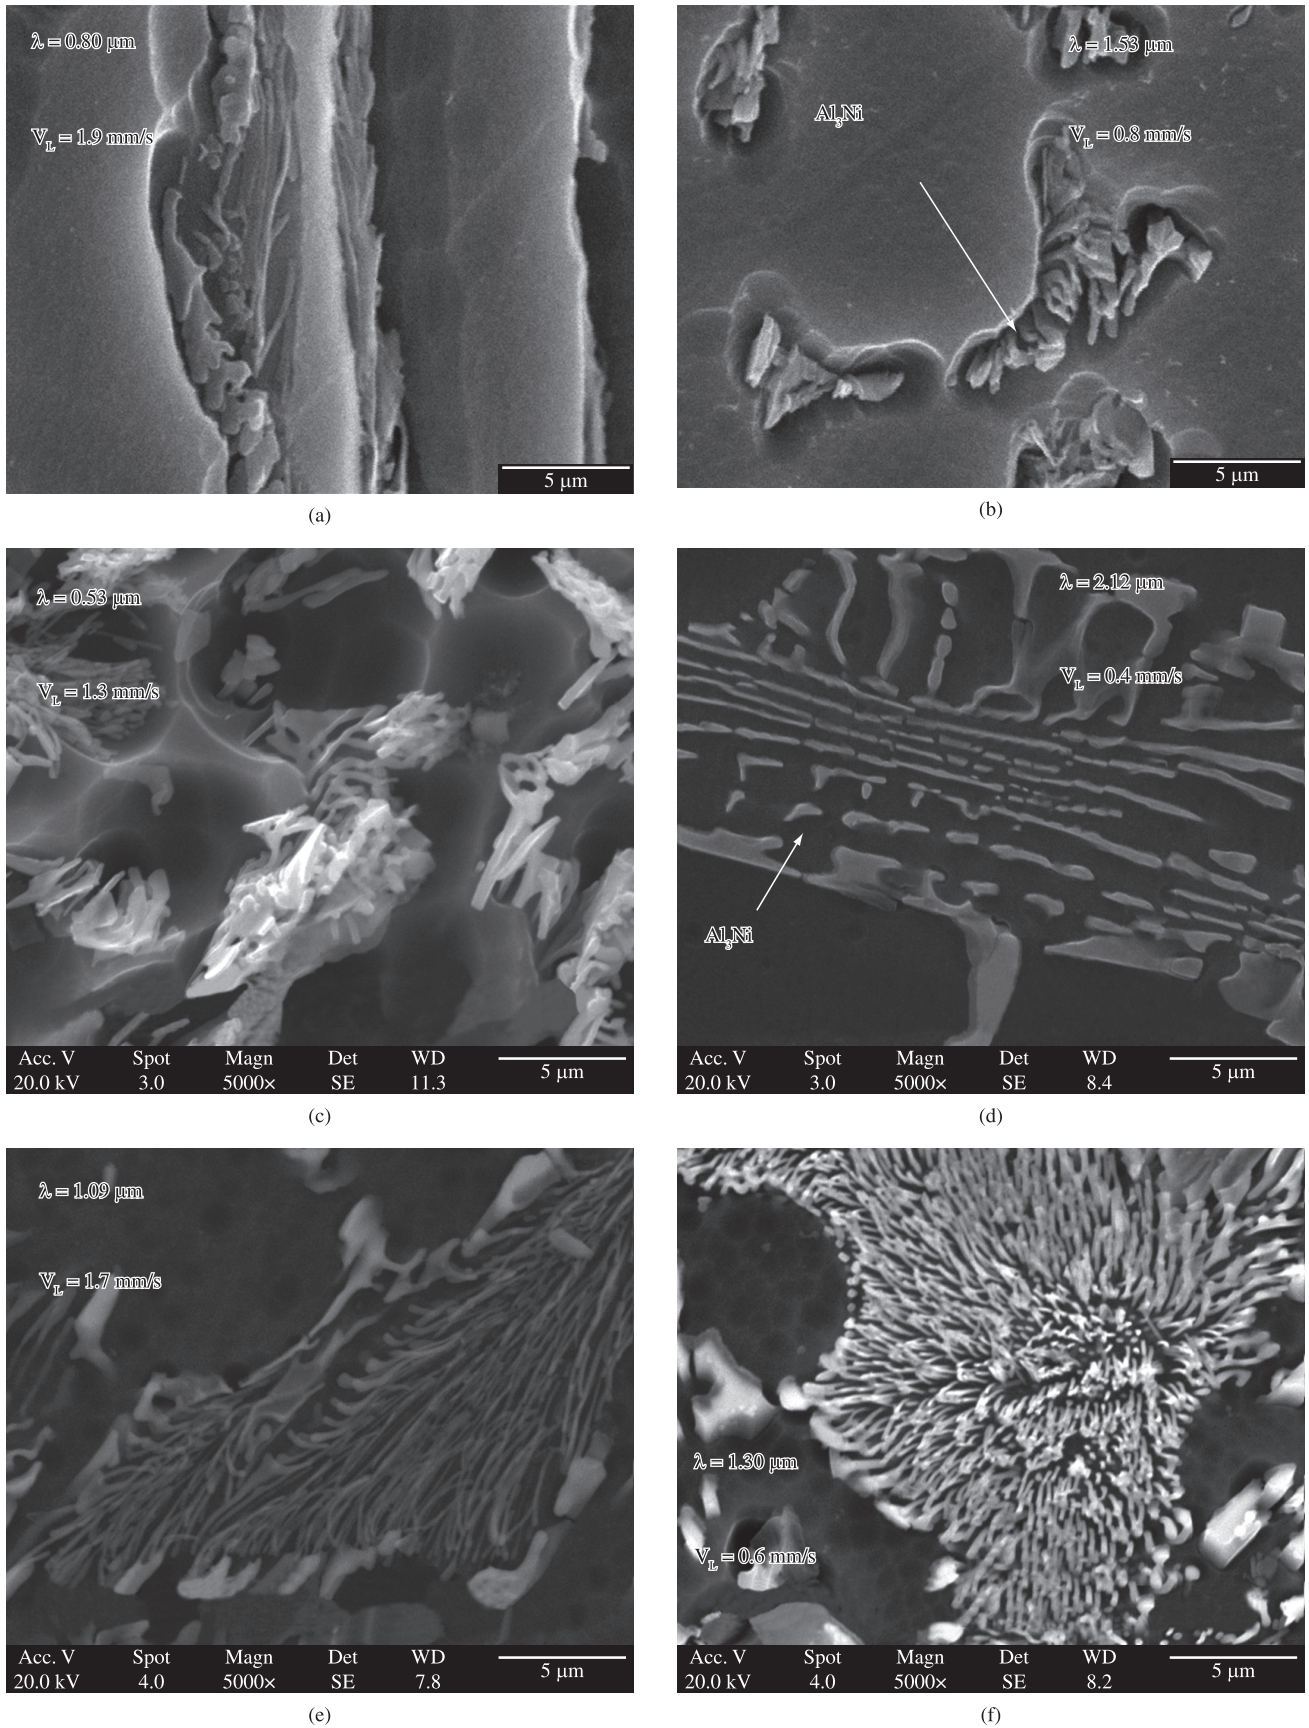 λ = 0.80 μm
V_L = 1.9 mm/s
5 μm
(a)
λ = 1.53 μm
Al₃Ni
V_L = 0.8 mm/s
5 μm
(b)
λ = 0.53 μm
V_L = 1.3 mm/s
Acc. V Spot Magn Det WD
20.0 kV 3.0 5000× SE 11.3
5 μm
(c)
λ = 2.12 μm
V_L = 0.4 mm/s
Al₃Ni
Acc. V Spot Magn Det WD
20.0 kV 3.0 5000× SE 8.4
5 μm
(d)
λ = 1.09 μm
V_L = 1.7 mm/s
Acc. V Spot Magn Det WD
20.0 kV 4.0 5000× SE 7.8
5 μm
(e)
λ = 1.30 μm
V_L = 0.6 mm/s
Acc. V Spot Magn Det WD
20.0 kV 4.0 5000× SE 8.2
5 μm
(f)